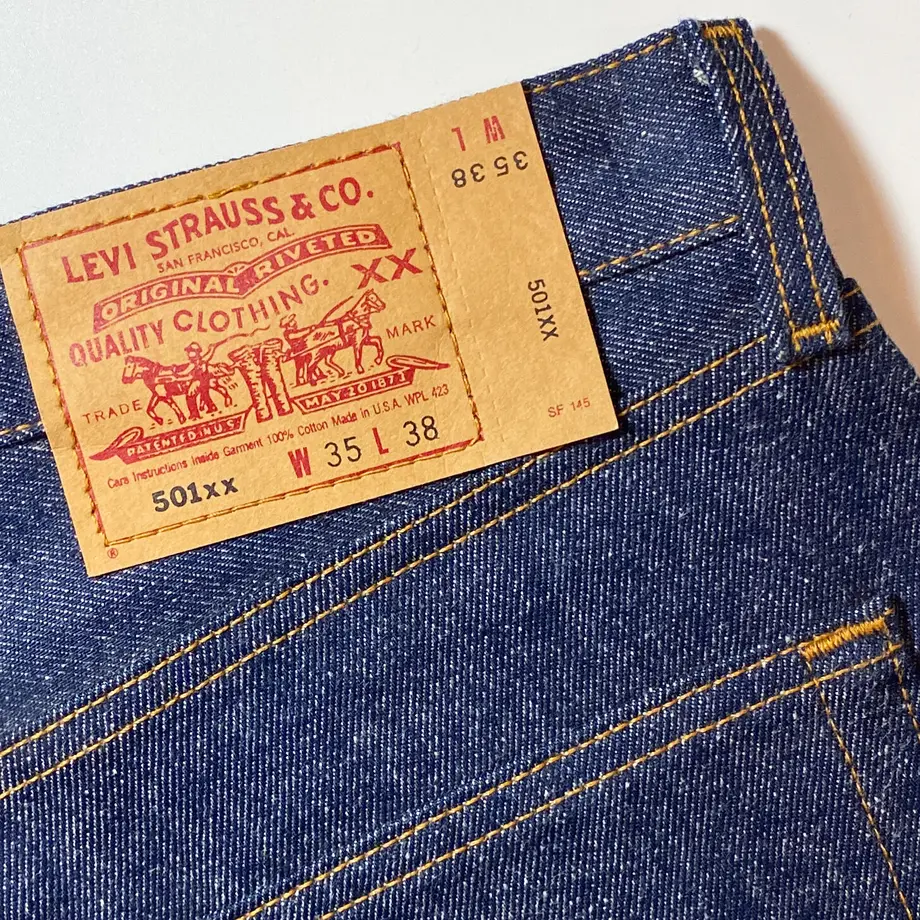 LEVI STRAUSS & CO.
SAN FRANCISCO, CAL.
ORIGINAL RIVETED
QUALITY CLOTHING. XX
TRADE MARK
PATENTED IN U.S. MAY 20 1873
Care Instructions Inside Garment 100% Cotton Made in U.S.A. WPL 423
W 35 L 38
501xx
®
W L
35 38
501XX
SF 145